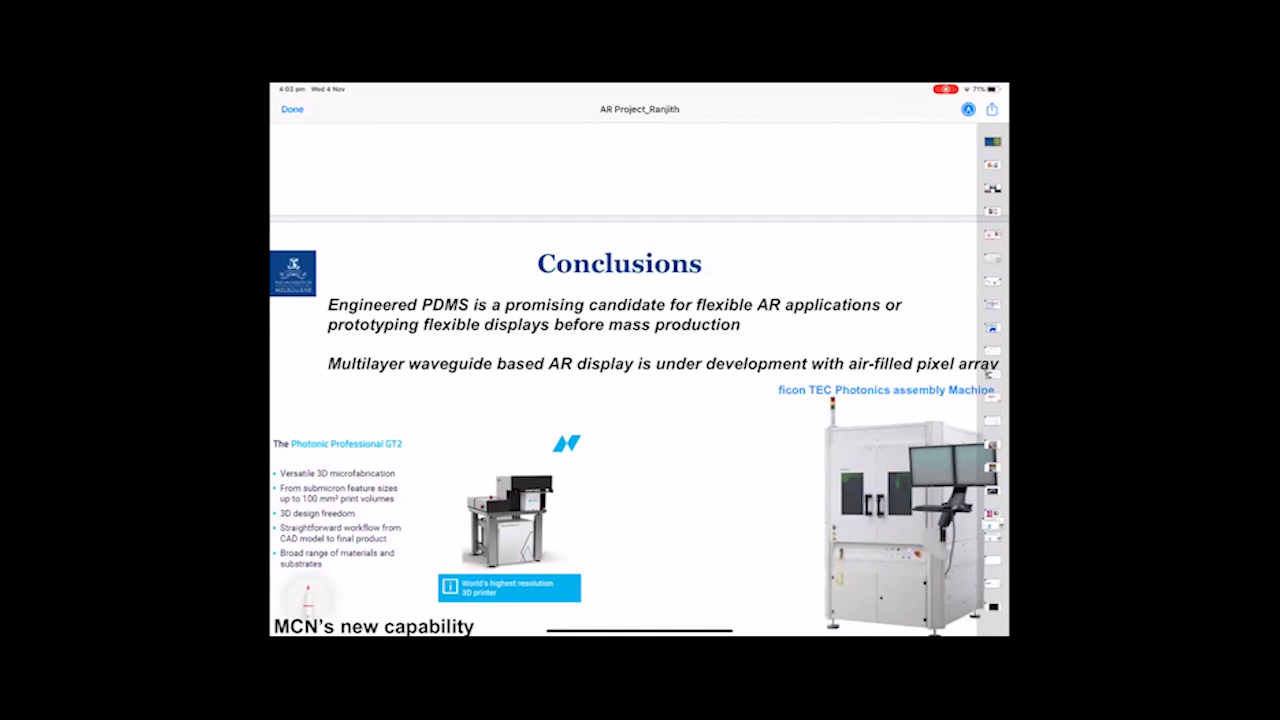 4:03 pm Wed 4 Nov
71%
Done
AR Project_Ranjith
THE UNIVERSITY OF
MELBOURNE
Conclusions
Engineered PDMS is a promising candidate for flexible AR applications or
prototyping flexible displays before mass production
Multilayer waveguide based AR display is under development with air-filled pixel array
ficon TEC Photonics assembly Machine
The Photonic Professional GT2
• Versatile 3D microfabrication
• From submicron feature sizes
up to 100 mm³ print volumes
• 3D design freedom
• Straightforward workflow from
CAD model to final product
• Broad range of materials and
substrates
World's highest resolution
3D printer
MCN's new capability